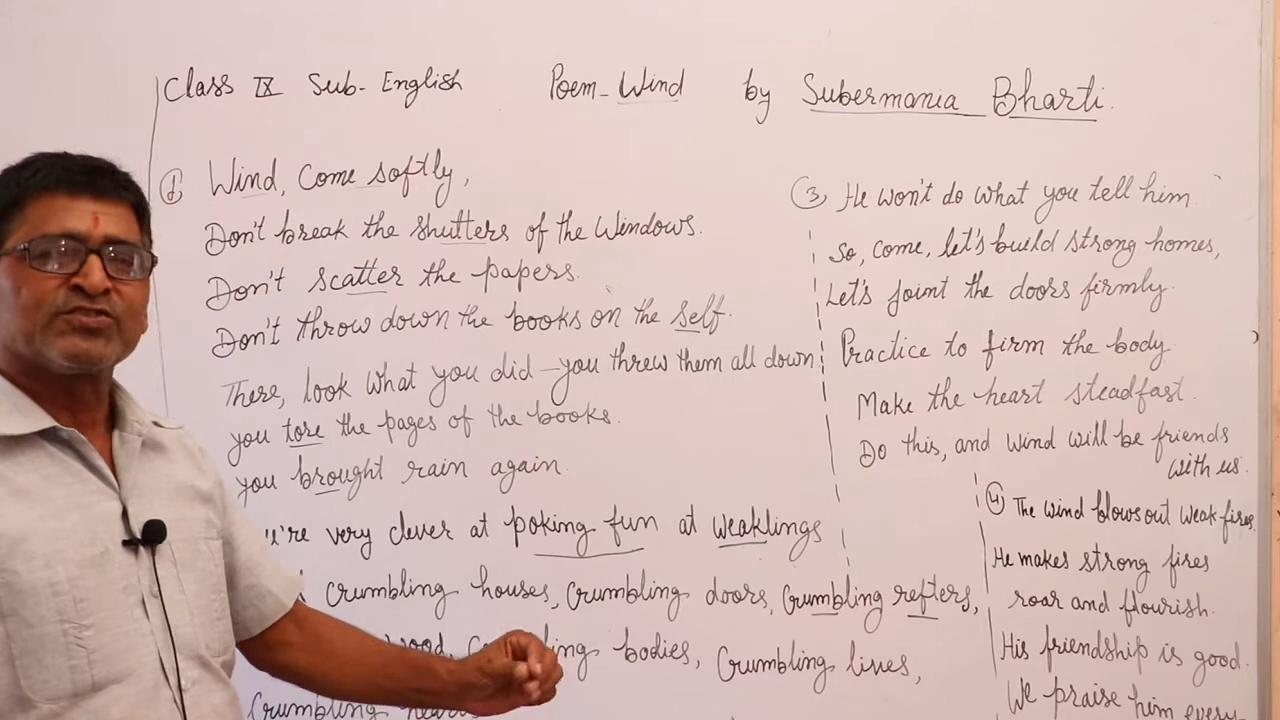 Class IX Sub- English Poem- Wind by Subermania Bharti.
① Wind, Come softly,
Don't break the shutters of the Windows.
Don't scatter the papers.
Don't throw down the books on the self.
There, look what you did - you threw them all down
you tore the pages of the books.
you brought rain again.
're very clever at poking fun at weaklings
crumbling houses, crumbling doors, crumbling refters,
bodies, crumbling lives,
Crumbling
③ He won't do what you tell him.
So, come, let's build strong homes,
Let's joint the doors firmly.
Practice to firm the body.
Make the heart steadfast.
Do this, and wind will be friends
with us.
④ The wind blows out weak fires.
He makes strong fires
roar and flourish.
His friendship is good.
We praise him every